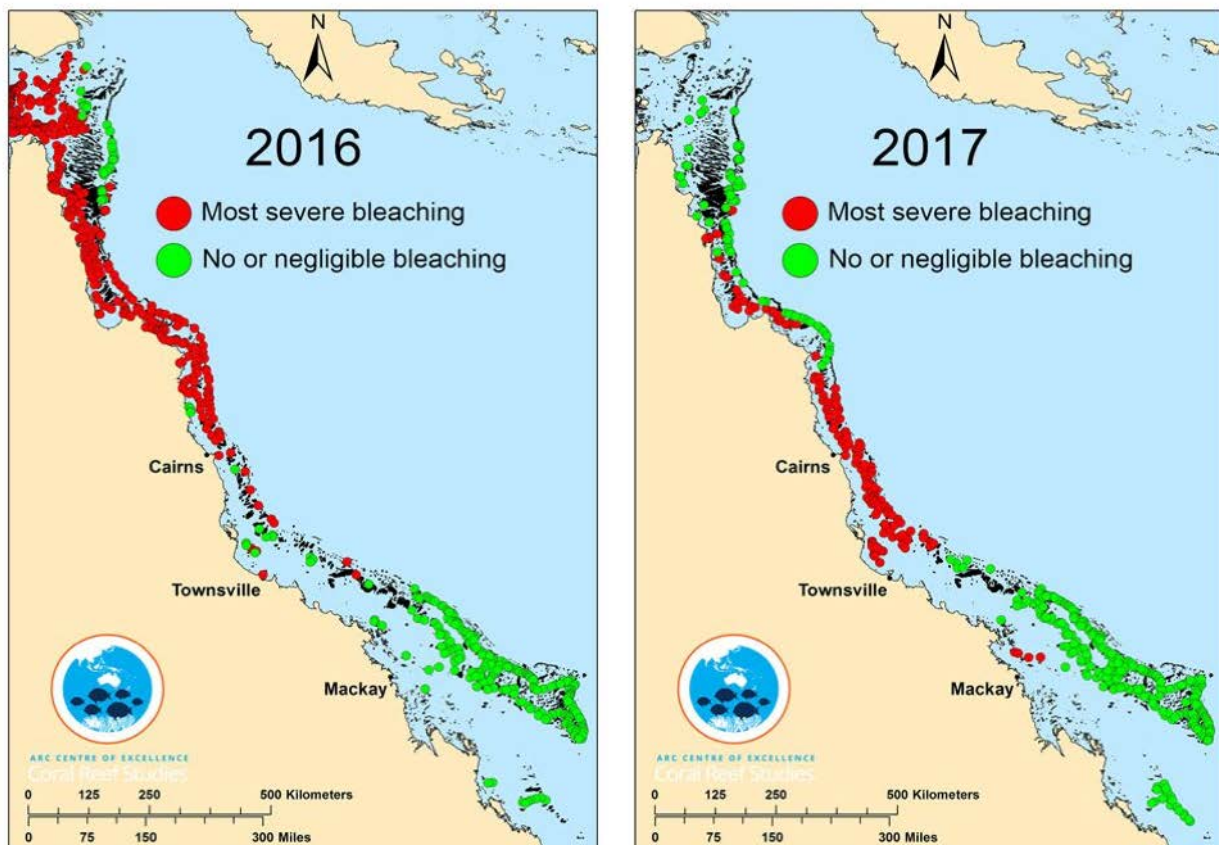 N
2016
Most severe bleaching
No or negligible bleaching
Cairns
Townsville
Mackay
ARC CENTRE OF EXCELLENCE
Coral Reef Studies
0 125 250 500 Kilometers
0 75 150 300 Miles
N
2017
Most severe bleaching
No or negligible bleaching
Cairns
Townsville
Mackay
ARC CENTRE OF EXCELLENCE
Coral Reef Studies
0 125 250 500 Kilometers
0 75 150 300 Miles